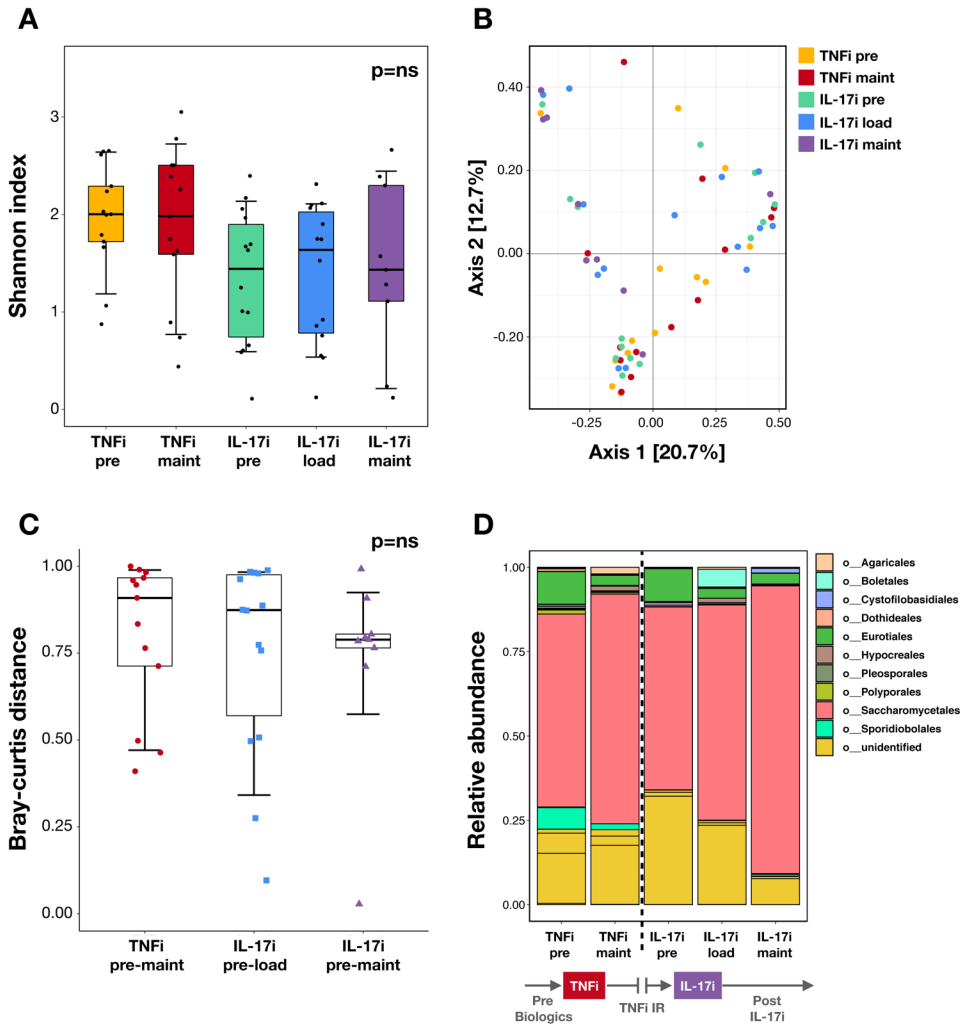 A
p=ns
Shannon index
3
2
1
0
TNFi
pre
TNFi
maint
IL-17i
pre
IL-17i
load
IL-17i
maint
B
Axis 2 [12.7%]
0.40
0.20
0.00
-0.20
-0.25
0.00
0.25
0.50
Axis 1 [20.7%]
TNFi pre
TNFi maint
IL-17i pre
IL-17i load
IL-17i maint
C
p=ns
Bray-curtis distance
1.00
0.75
0.50
0.25
0.00
TNFi
pre-maint
IL-17i
pre-load
IL-17i
pre-maint
D
Relative abundance
1.00
0.75
0.50
0.25
0.00
TNFi
pre
TNFi
maint
IL-17i
pre
IL-17i
load
IL-17i
maint
o__Agaricales
o__Boletales
o__Cystofilobasidiales
o__Dothideales
o__Eurotiales
o__Hypocreales
o__Pleosporales
o__Polyporales
o__Saccharomycetales
o__Sporidiobolales
o__unidentified
Pre
Biologics
TNFi
TNFi IR
IL-17i
Post
IL-17i